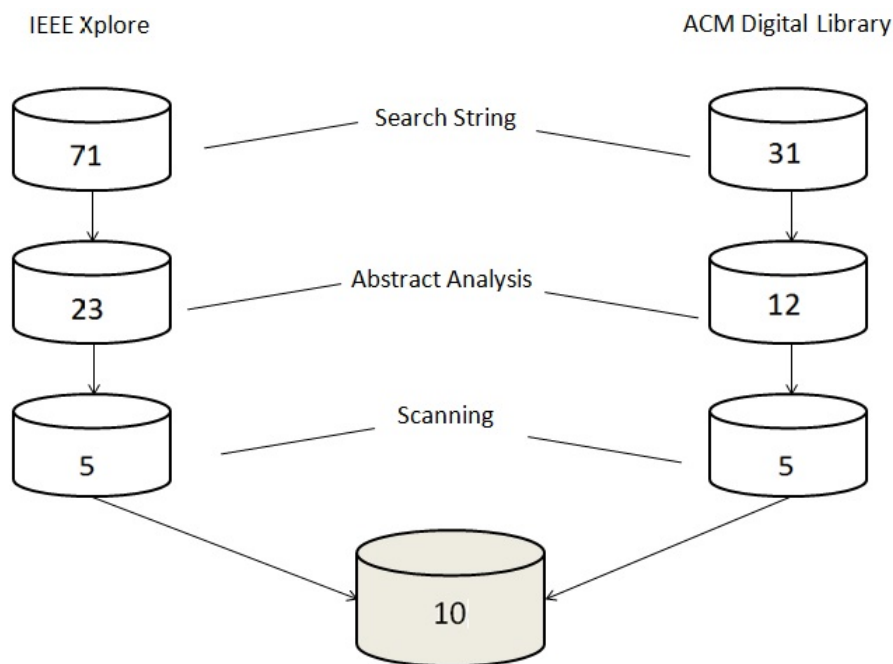 IEEE Xplore
ACM Digital Library
Search String
71
31
Abstract Analysis
23
12
Scanning
5
5
10